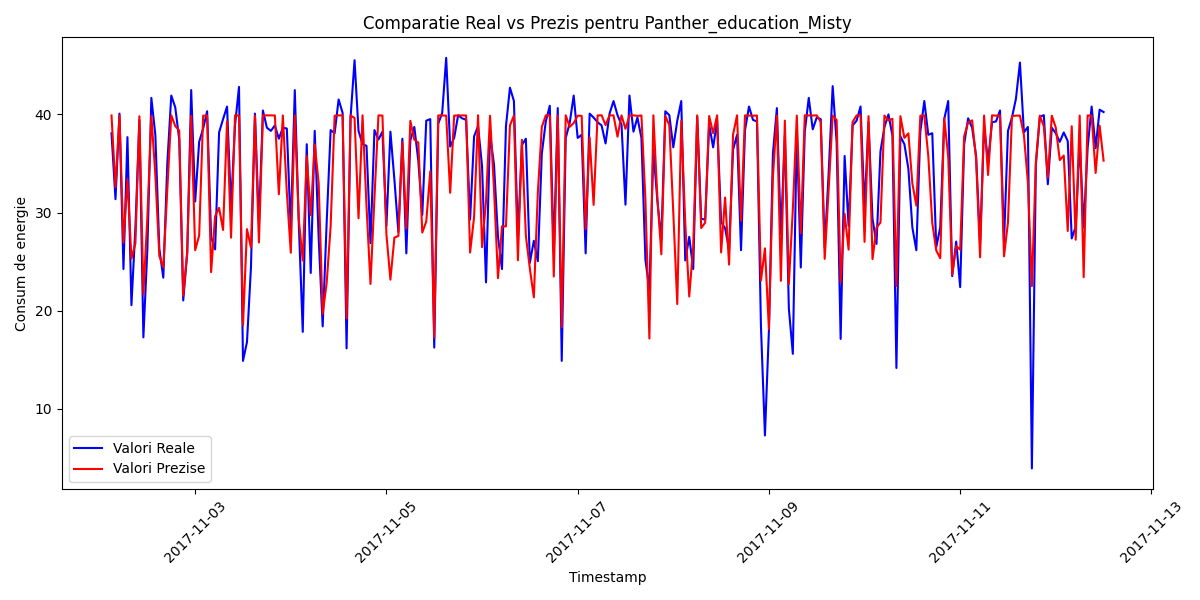 Comparatie Real vs Prezis pentru Panther_education_Misty
Consum de energie
40
30
20
10
Valori Reale
Valori Prezise
2017-11-03
2017-11-05
2017-11-07
2017-11-09
2017-11-11
2017-11-13
Timestamp